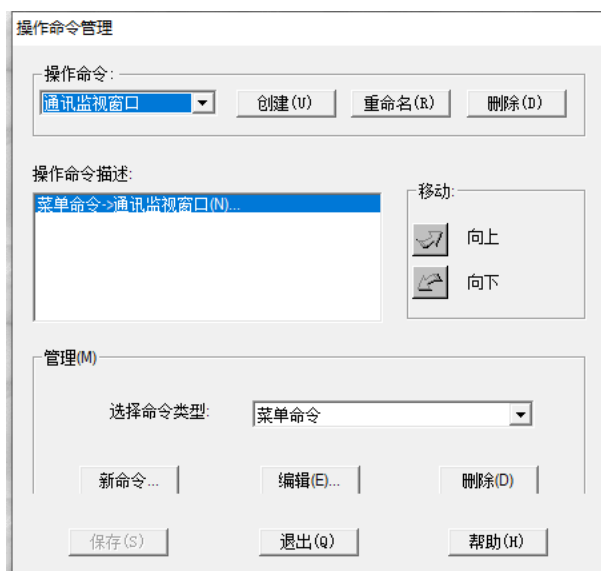 操作命令管理
操作命令:
通讯监视窗口 创建(U) 重命名(R) 删除(D)
操作命令描述:
移动:
菜单命令->通讯监视窗口(N)...
向上
向下
管理(M)
选择命令类型: 菜单命令
新命令... 编辑(E)... 删除(D)
保存(S) 退出(Q) 帮助(H)